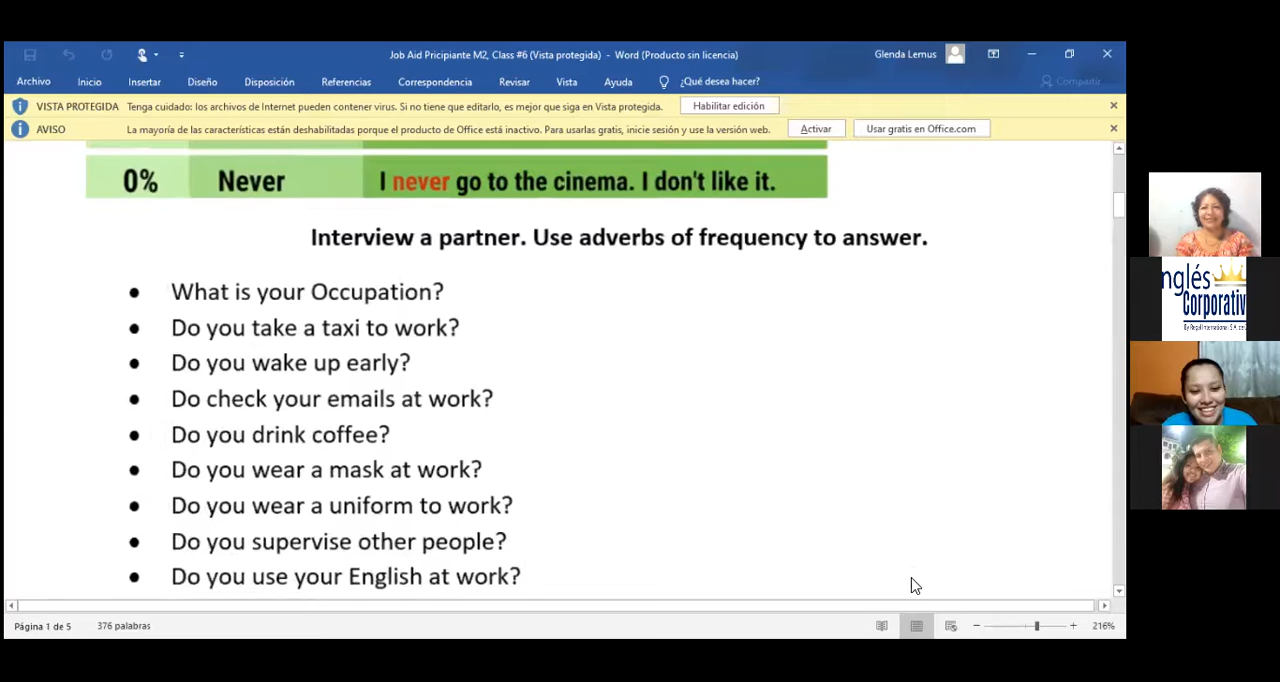 Job Aid Pricipiante M2, Class #6 (Vista protegida) - Word (Producto sin licencia)
Glenda Lemus
Archivo Inicio Insertar Diseño Disposición Referencias Correspondencia Revisar Vista Ayuda ¿Qué desea hacer? Compartir
VISTA PROTEGIDA Tenga cuidado: los archivos de Internet pueden contener virus. Si no tiene que editarlo, es mejor que siga en Vista protegida. Habilitar edición
AVISO La mayoría de las características están deshabilitadas porque el producto de Office está inactivo. Para usarlas gratis, inicie sesión y use la versión web. Activar Usar gratis en Office.com
0% Never I never go to the cinema. I don't like it.
Interview a partner. Use adverbs of frequency to answer.
• What is your Occupation?
• Do you take a taxi to work?
• Do you wake up early?
• Do check your emails at work?
• Do you drink coffee?
• Do you wear a mask at work?
• Do you wear a uniform to work?
• Do you supervise other people?
• Do you use your English at work?
Página 1 de 5 376 palabras 216%
nglés
Corporativ